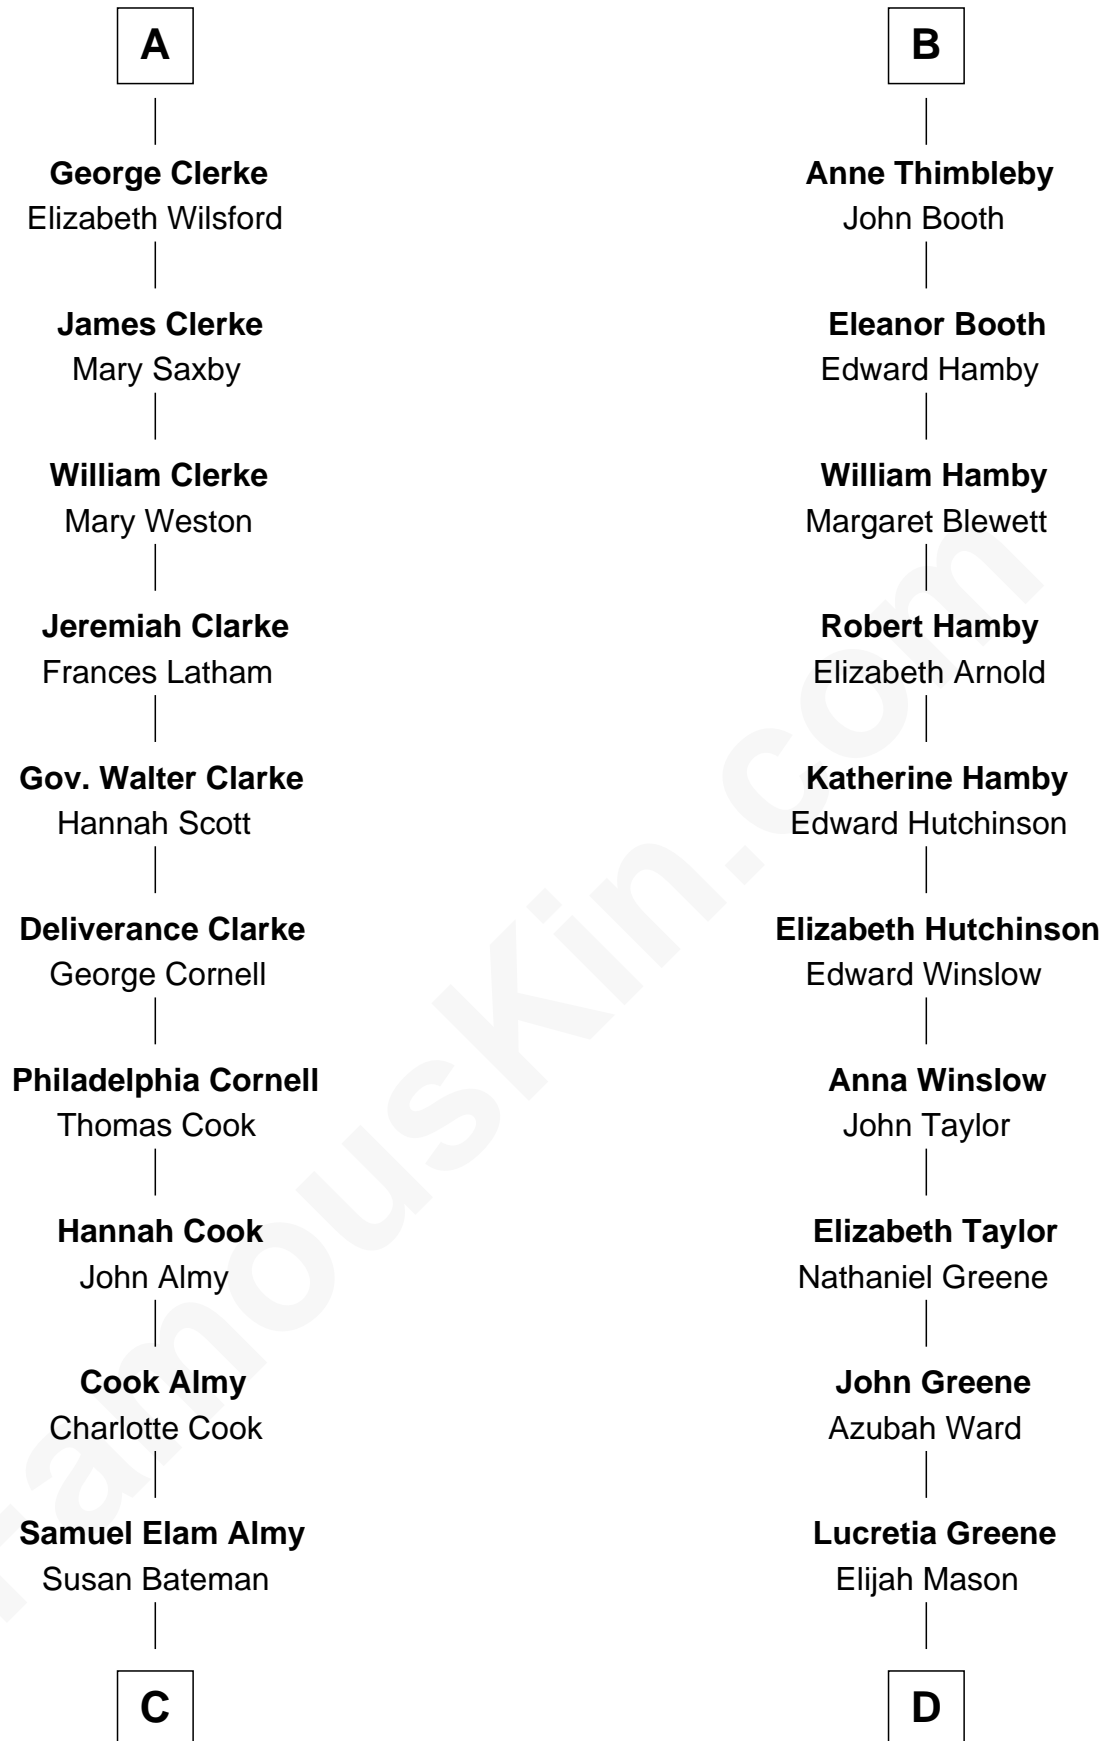 A
George Clerke
Elizabeth Wilsford
James Clerke
Mary Saxby
William Clerke
Mary Weston
Jeremiah Clarke
Frances Latham
Gov. Walter Clarke
Hannah Scott
Deliverance Clarke
George Cornell
Philadelphia Cornell
Thomas Cook
Hannah Cook
John Almy
Cook Almy
Charlotte Cook
Samuel Elam Almy
Susan Bateman
C
B
Anne Thimbleby
John Booth
Eleanor Booth
Edward Hamby
William Hamby
Margaret Blewett
Robert Hamby
Elizabeth Arnold
Katherine Hamby
Edward Hutchinson
Elizabeth Hutchinson
Edward Winslow
Anna Winslow
John Taylor
Elizabeth Taylor
Nathaniel Greene
John Greene
Azubah Ward
Lucretia Greene
Elijah Mason
D
FamousKin.com